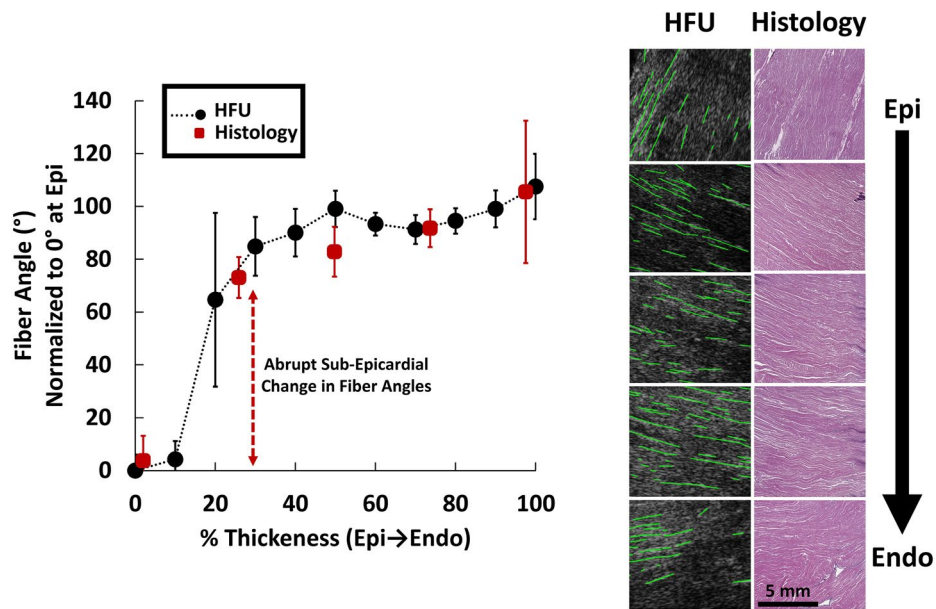 HFU
Histology
140
120
100
80
60
40
20
0
Fiber Angle (°)
Normalized to 0° at Epi
HFU
Histology
Abrupt Sub-Epicardial
Change in Fiber Angles
0
20
40
60
80
100
% Thickeness (Epi→Endo)
Epi
Endo
5 mm